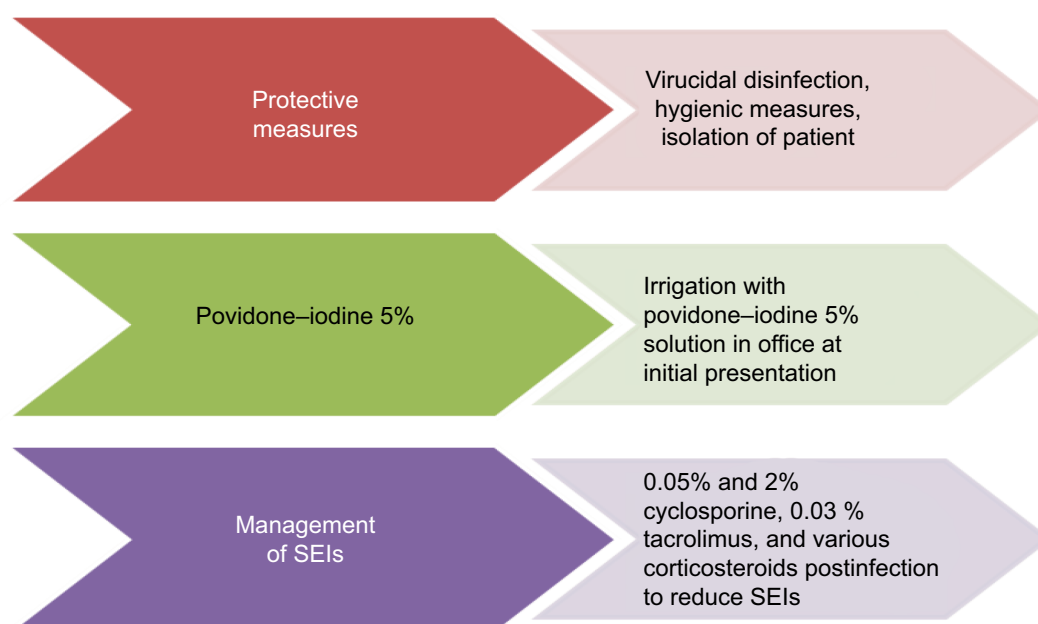 Protective
measures
Virucidal disinfection,
hygienic measures,
isolation of patient
Povidone–iodine 5%
Irrigation with
povidone–iodine 5%
solution in office at
initial presentation
Management
of SEIs
0.05% and 2%
cyclosporine, 0.03 %
tacrolimus, and various
corticosteroids postinfection
to reduce SEIs